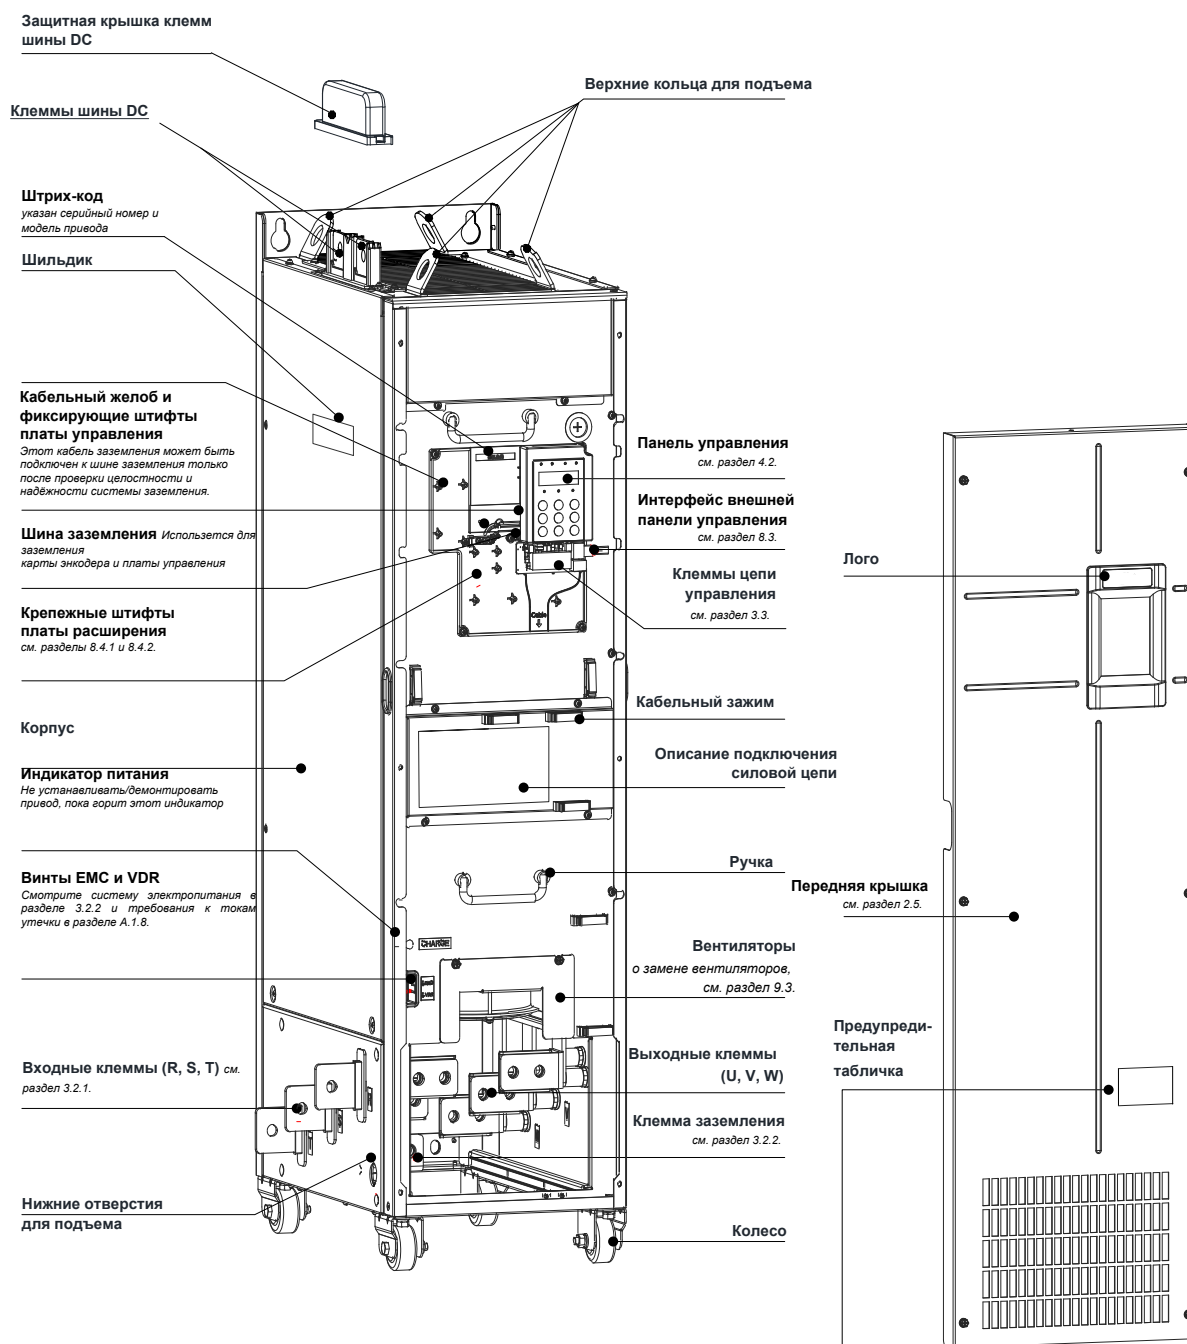 Защитная крышка клемм
шины DC
Клеммы шины DC
Верхние кольца для подъема
Штрих-код
указан серийный номер и
модель привода
Шильдик
Кабельный желоб и
фиксирующие штифты
платы управления
Этот кабель заземления может быть
подключен к шине заземления только
после проверки целостности и
надёжности системы заземления.
Шина заземления Испольется для
заземления
карты энкодера и платы управления
Крепежные штифты
платы расширения
см. разделы 8.4.1 и 8.4.2.
Корпус
Индикатор питания
Не устанавливать/демонтировать
привод, пока горит этот индикатор
Винты EMC и VDR
Смотрите систему электропитания в
разделе 3.2.2 и требования к токам
утечки в разделе A.1.8.
Входные клеммы (R, S, T) см.
раздел 3.2.1.
Нижние отверстия
для подъема
Cable
CHARGE
Панель управления
см. раздел 4.2.
Интерфейс внешней
панели управления
см. раздел 8.3.
Клеммы цепи
управления
см. раздел 3.3.
Кабельный зажим
Описание подключения
силовой цепи
Ручка
Вентиляторы
о замене вентиляторов,
см. раздел 9.3.
Выходные клеммы
(U, V, W)
Клемма заземления
см. раздел 3.2.2.
Колесо
Лого
Передняя крышка
см. раздел 2.5.
Предупреди-
тельная
табличка